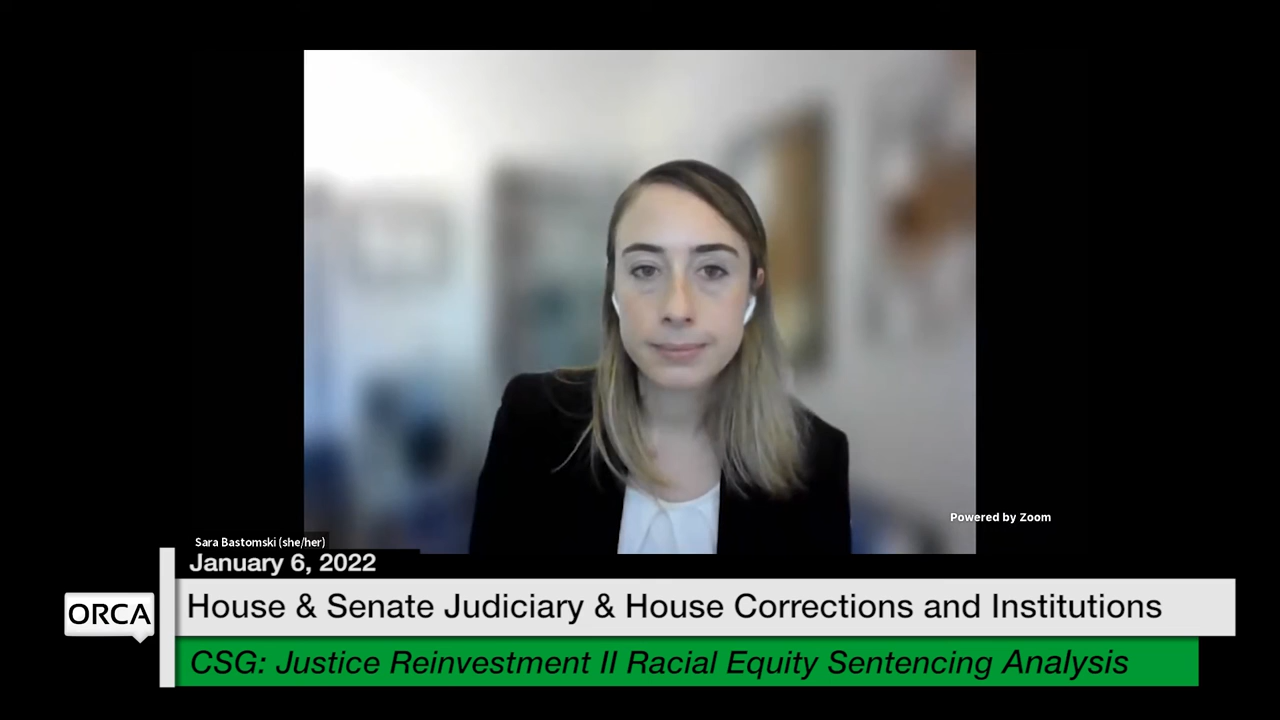 Powered by Zoom
Sara Bastomski (she/her)
January 6, 2022
ORCA
House & Senate Judiciary & House Corrections and Institutions
CSG: Justice Reinvestment II Racial Equity Sentencing Analysis